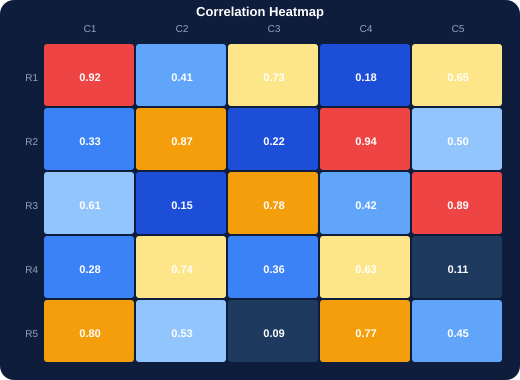 Correlation Heatmap
C1 C2 C3 C4 C5
R1 0.92 0.41 0.73 0.18 0.65
R2 0.33 0.87 0.22 0.94 0.50
R3 0.61 0.15 0.78 0.42 0.89
R4 0.28 0.74 0.36 0.63 0.11
R5 0.80 0.53 0.09 0.77 0.45